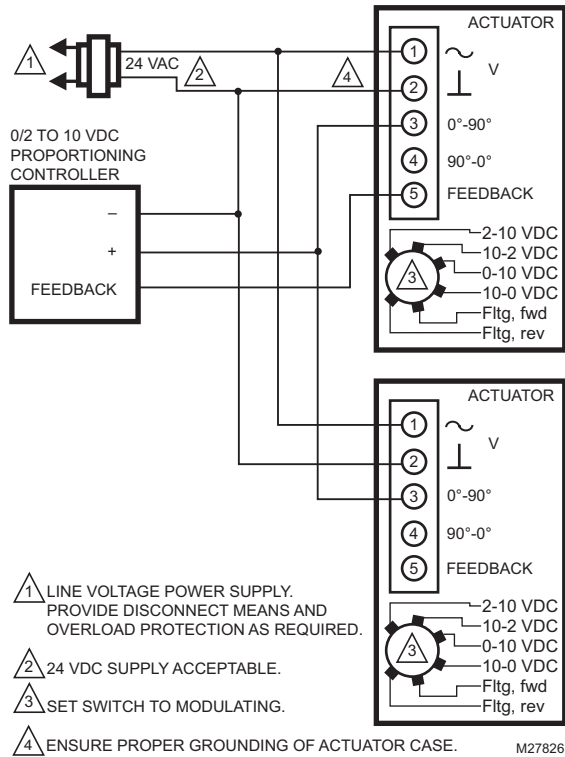 ACTUATOR
1
24 VAC
2
4
1
V
2
0/2 TO 10 VDC
PROPORTIONING
CONTROLLER
3 0°-90°
4 90°-0°
5 FEEDBACK
–
+
FEEDBACK
2-10 VDC
10-2 VDC
3
0-10 VDC
10-0 VDC
Fltg, fwd
Fltg, rev
ACTUATOR
1
V
2
3 0°-90°
4 90°-0°
5 FEEDBACK
2-10 VDC
10-2 VDC
3
0-10 VDC
10-0 VDC
Fltg, fwd
Fltg, rev
1 LINE VOLTAGE POWER SUPPLY.
PROVIDE DISCONNECT MEANS AND
OVERLOAD PROTECTION AS REQUIRED.
2 24 VDC SUPPLY ACCEPTABLE.
3 SET SWITCH TO MODULATING.
4 ENSURE PROPER GROUNDING OF ACTUATOR CASE.
M27826